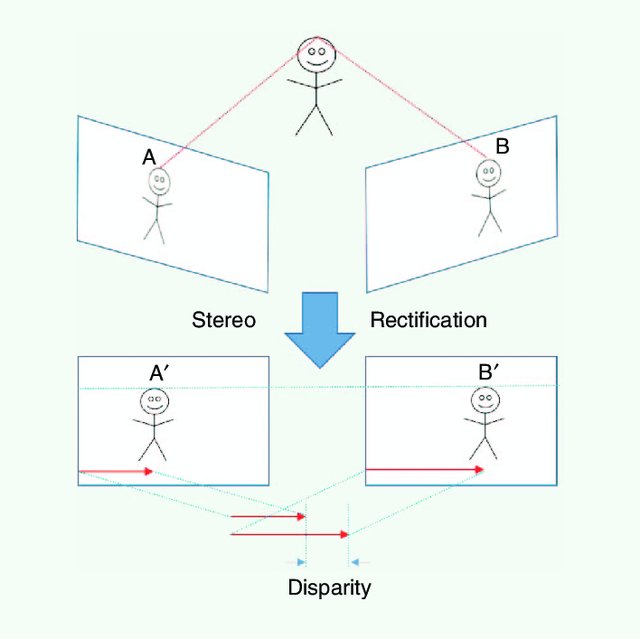 A
B
Stereo
Rectification
A′
B′
Disparity